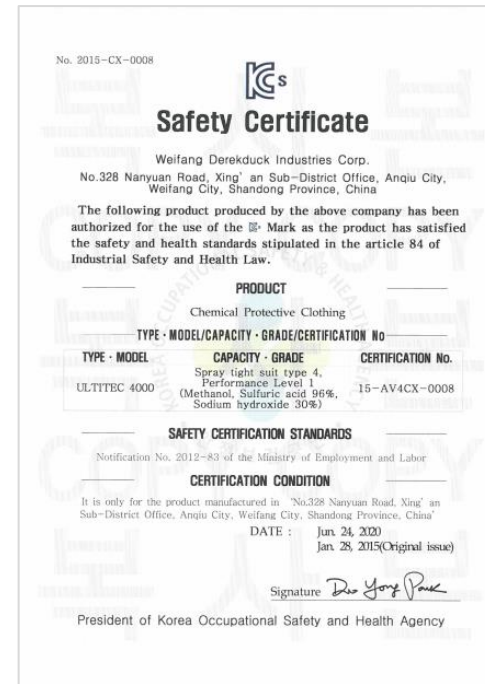 No. 2015-CX-0008
KCs
Safety Certificate
Weifang Derekduck Industries Corp.
No.328 Nanyuan Road, Xing' an Sub-District Office, Anqiu City,
Weifang City, Shandong Province, China
The following product produced by the above company has been
authorized for the use of the KCs Mark as the product has satisfied
the safety and health standards stipulated in the article 84 of
Industrial Safety and Health Law.
PRODUCT
Chemical Protective Clothing
TYPE · MODEL/CAPACITY · GRADE/CERTIFICATION No
TYPE · MODEL CAPACITY · GRADE CERTIFICATION No.
ULTITEC 4000 Spray tight suit type 4, 15-AV4CX-0008
Performance Level 1
(Methanol, Sulfuric acid 96%,
Sodium hydroxide 30%)
SAFETY CERTIFICATION STANDARDS
Notification No. 2012-83 of the Ministry of Employment and Labor
CERTIFICATION CONDITION
It is only for the product manufactured in 'No.328 Nanyuan Road, Xing' an
Sub-District Office, Anqiu City, Weifang City, Shandong Province, China'
DATE : Jun. 24, 2020
Jan. 28, 2015(Original issue)
Signature
President of Korea Occupational Safety and Health Agency
COPY COPY